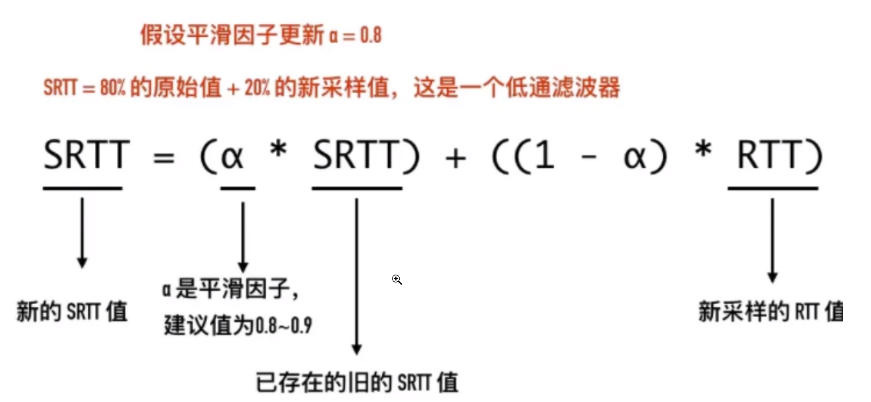 假设平滑因子更新 α = 0.8
SRTT = 80% 的原始值 + 20% 的新采样值，这是一个低通滤波器
SRTT = (α * SRTT) + ((1 - α) * RTT)
新的 SRTT 值
α 是平滑因子，
建议值为0.8~0.9
已存在的旧的 SRTT 值
新采样的 RTT 值